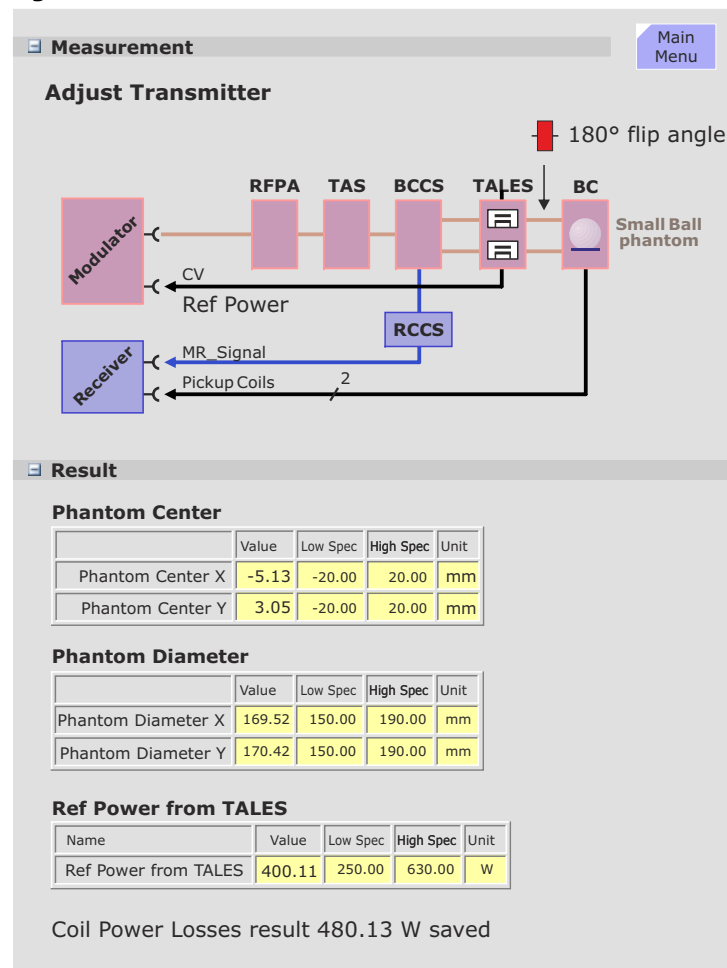 Measurement
Main
Menu
Adjust Transmitter
180° flip angle
RFPA TAS BCCS TALES BC
Modulator
Small Ball
phantom
CV
Ref Power
RCCS
Receiver
MR_Signal
Pickup Coils 2
Result
Phantom Center
Value Low Spec High Spec Unit
Phantom Center X -5.13 -20.00 20.00 mm
Phantom Center Y 3.05 -20.00 20.00 mm
Phantom Diameter
Value Low Spec High Spec Unit
Phantom Diameter X 169.52 150.00 190.00 mm
Phantom Diameter Y 170.42 150.00 190.00 mm
Ref Power from TALES
Name Value Low Spec High Spec Unit
Ref Power from TALES 400.11 250.00 630.00 W
Coil Power Losses result 480.13 W saved